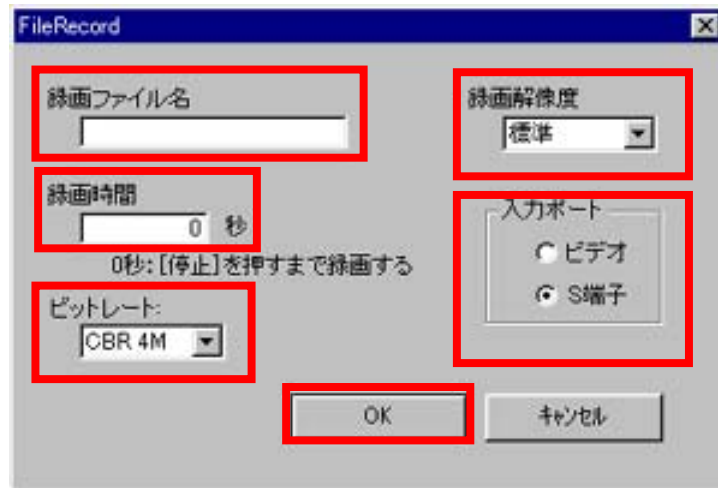 FileRecord
録画ファイル名
録画解像度
標準
録画時間
0 秒
0秒:[停止]を押すまで録画する
入力ポート
ビデオ
S端子
ビットレート:
CBR 4M
OK
キャンセル